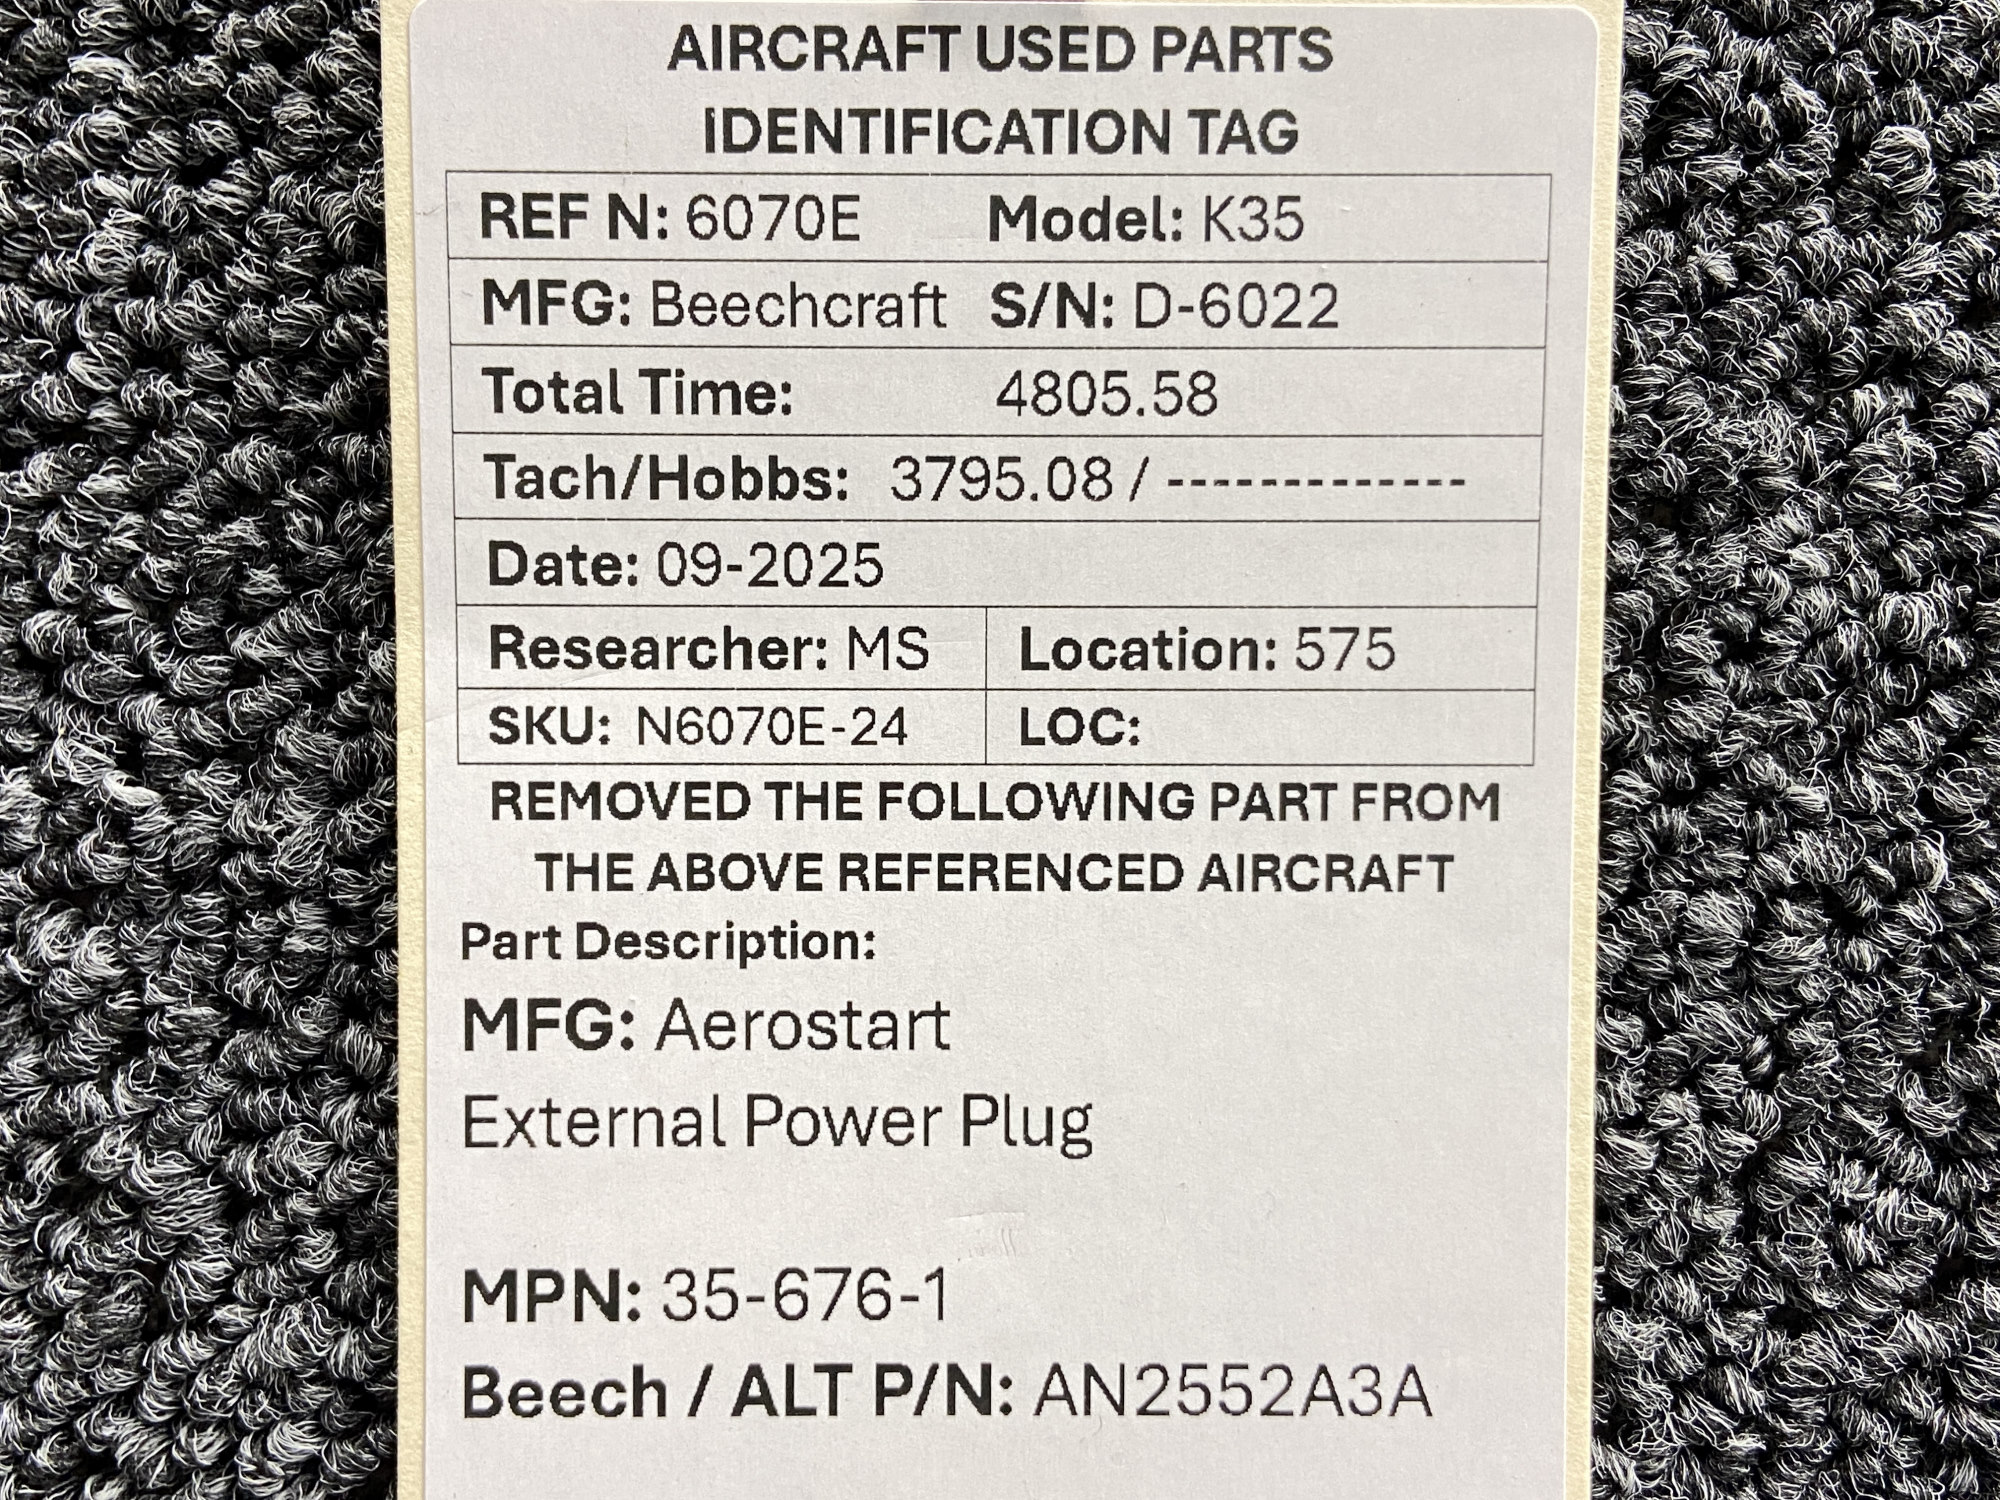 AIRCRAFT USED PARTS
IDENTIFICATION TAG
REF N: 6070E Model: K35
MFG: Beechcraft S/N: D-6022
Total Time: 4805.58
Tach/Hobbs: 3795.08 / -------------
Date: 09-2025
Researcher: MS Location: 575
SKU: N6070E-24 LOC:
REMOVED THE FOLLOWING PART FROM
THE ABOVE REFERENCED AIRCRAFT
Part Description:
MFG: Aerostart
External Power Plug
MPN: 35-676-1
Beech / ALT P/N: AN2552A3A